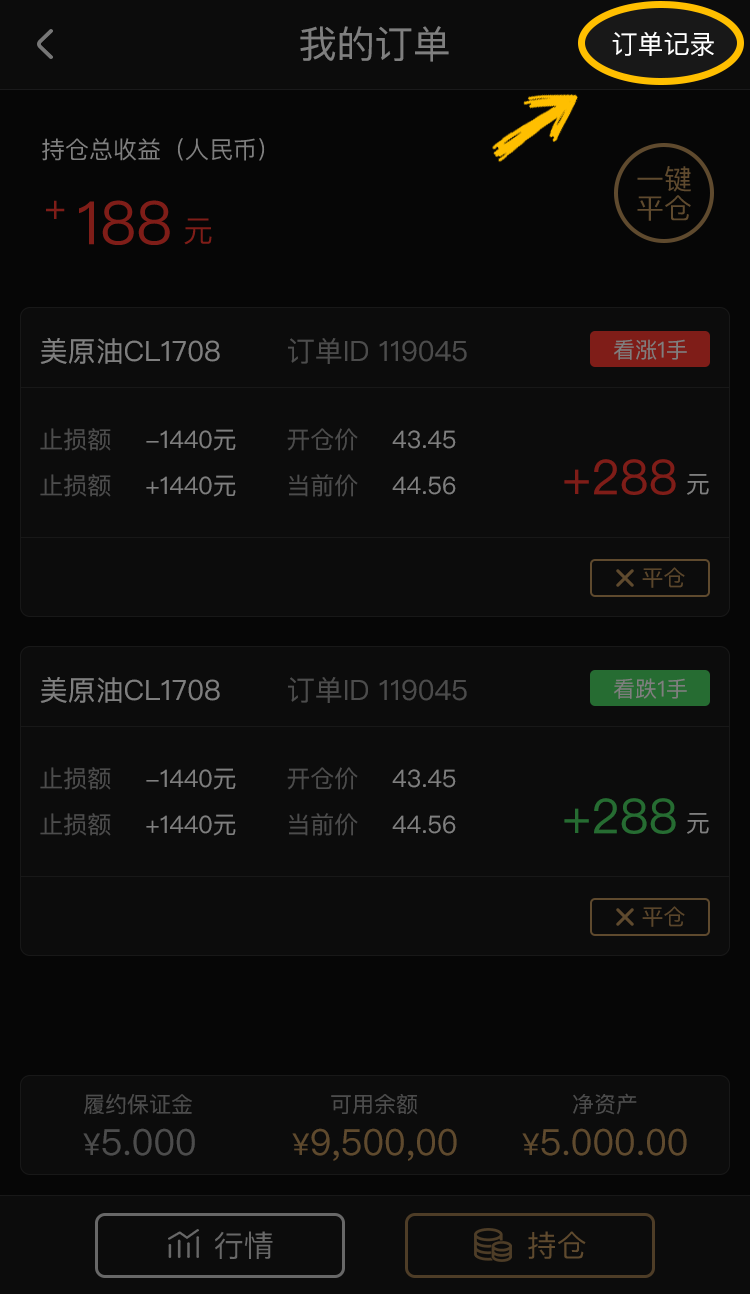 我的订单
订单记录
持仓总收益（人民币）
+188 元
一键
平仓
美原油CL1708 订单ID 119045 看涨1手
止损额 −1440元 开仓价 43.45
止损额 +1440元 当前价 44.56
+288 元
平仓
美原油CL1708 订单ID 119045 看跌1手
止损额 −1440元 开仓价 43.45
止损额 +1440元 当前价 44.56
+288 元
平仓
履约保证金 可用余额 净资产
¥5.000 ¥9,500,00 ¥5.000.00
行情 持仓